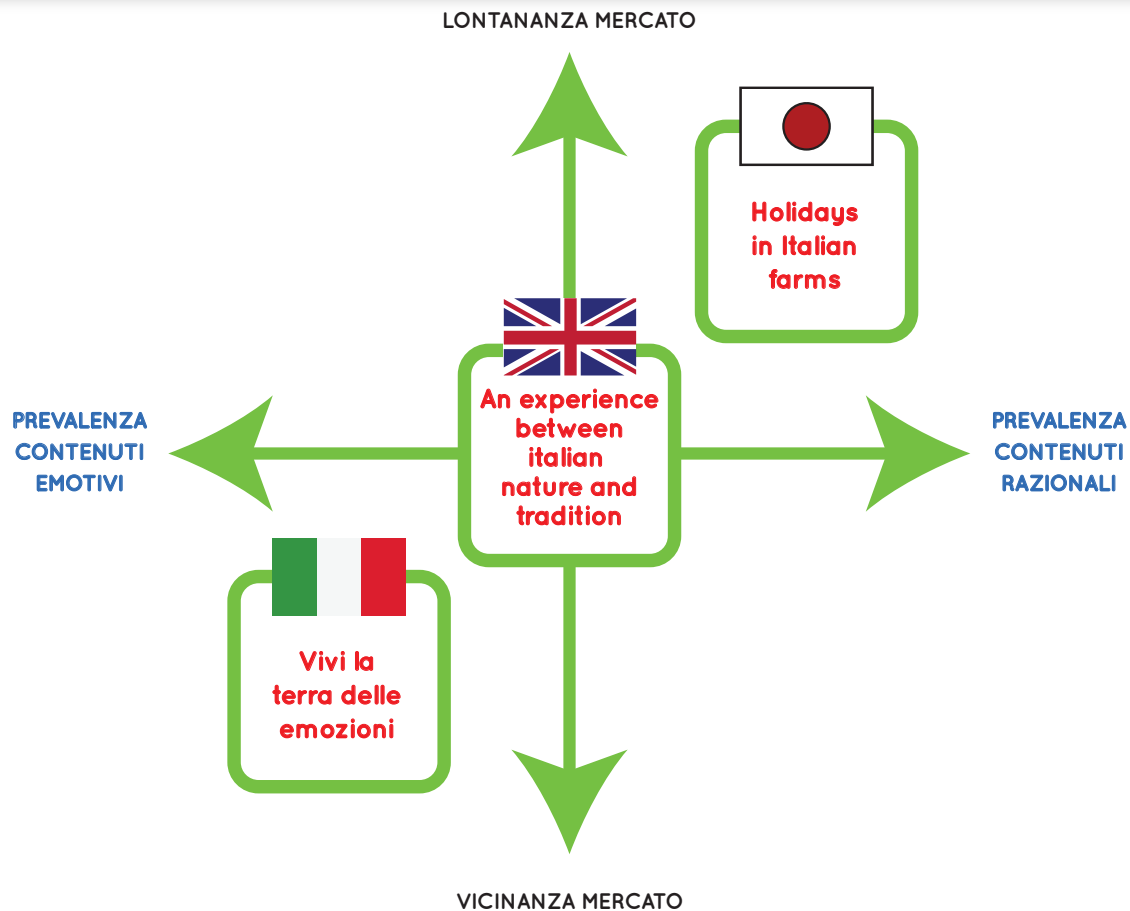 LONTANANZA MERCATO
Holidays
in Italian
farms
An experience
between
italian
nature and
tradition
PREVALENZA
CONTENUTI
EMOTIVI
PREVALENZA
CONTENUTI
RAZIONALI
Vivi la
terra delle
emozioni
VICINANZA MERCATO